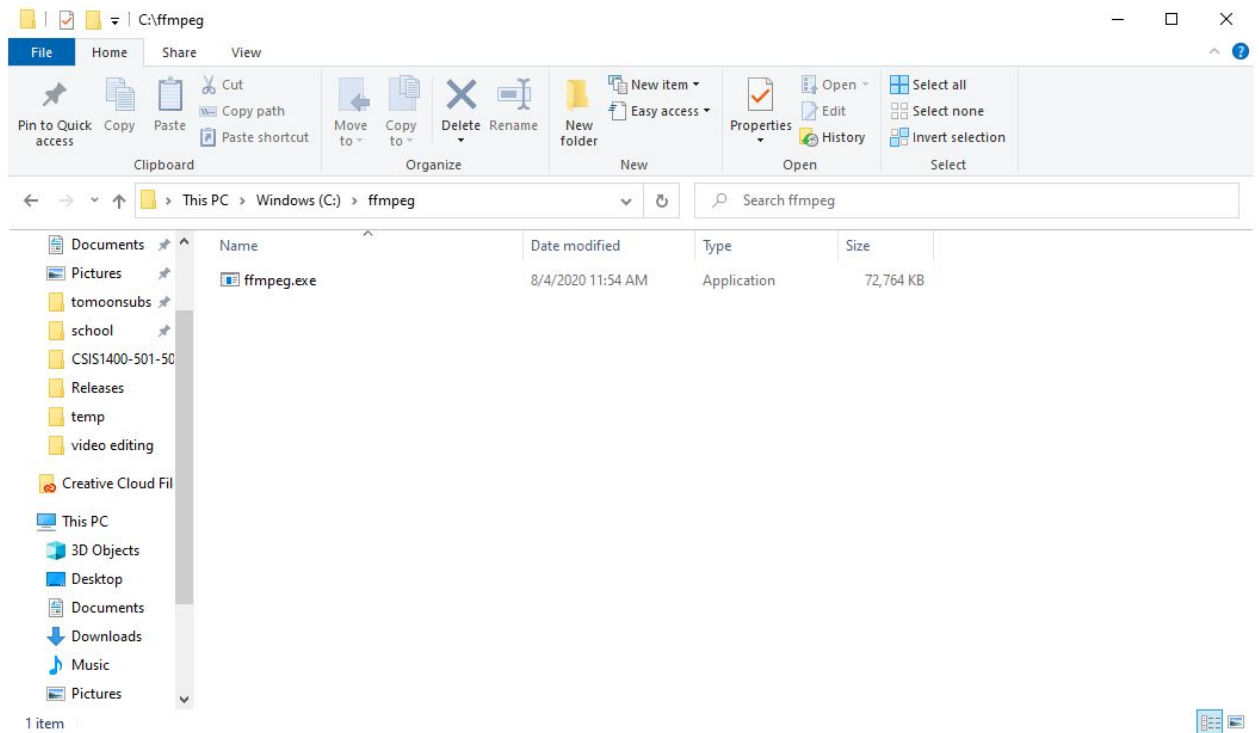 C:\ffmpeg
File Home Share View
Pin to Quick access
Copy
Paste
Cut
Copy path
Paste shortcut
Clipboard
Move to
Copy to
Delete
Rename
Organize
New folder
New item
Easy access
New
Properties
Open
Edit
History
Open
Select all
Select none
Invert selection
Select
This PC > Windows (C:) > ffmpeg
Search ffmpeg
Name Date modified Type Size
ffmpeg.exe 8/4/2020 11:54 AM Application 72,764 KB
Documents
Pictures
tomoonsubs
school
CSIS1400-501-50
Releases
temp
video editing
Creative Cloud Fil
This PC
3D Objects
Desktop
Documents
Downloads
Music
Pictures
1 item